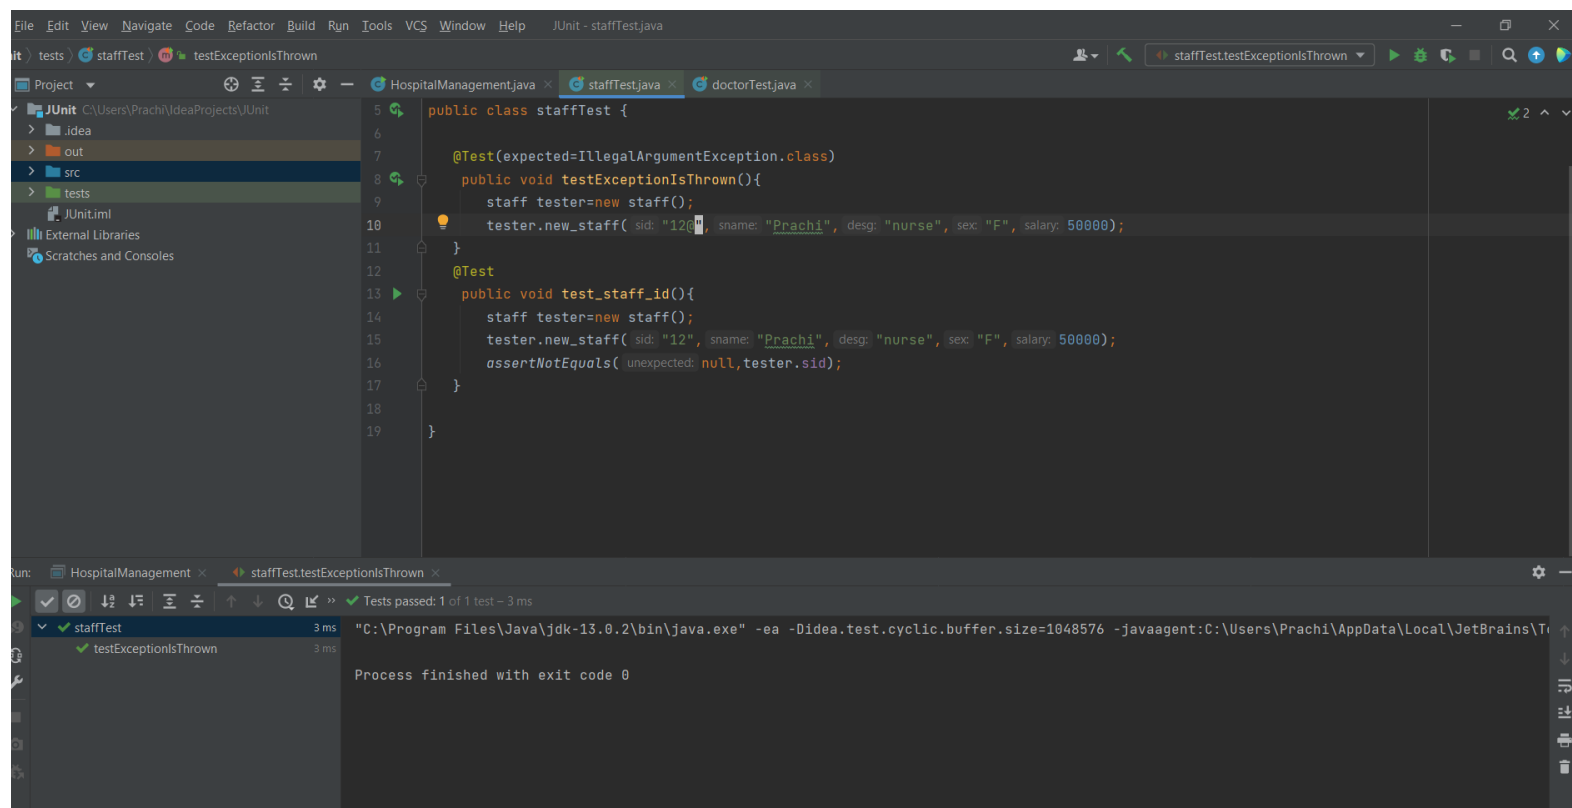 File Edit View Navigate Code Refactor Build Run Tools VCS Window Help JUnit - staffTest.java
tests staffTest testExceptionIsThrown
staffTest.testExceptionIsThrown
Project
HospitalManagement.java staffTest.java doctorTest.java
JUnit C:\Users\Prachi\IdeaProjects\JUnit
.idea
out
src
tests
JUnit.iml
External Libraries
Scratches and Consoles
5 public class staffTest {
2
6
7 @Test(expected=IllegalArgumentException.class)
8 public void testExceptionIsThrown(){
9 staff tester=new staff();
10 tester.new_staff( sid: "12@", sname: "Prachi", desg: "nurse", sex: "F", salary: 50000);
11 }
12 @Test
13 public void test_staff_id(){
14 staff tester=new staff();
15 tester.new_staff( sid: "12", sname: "Prachi", desg: "nurse", sex: "F", salary: 50000);
16 assertNotEquals( unexpected: null,tester.sid);
17 }
18
19 }
Run: HospitalManagement staffTest.testExceptionIsThrown
Tests passed: 1 of 1 test – 3 ms
staffTest 3 ms
testExceptionIsThrown 3 ms
"C:\Program Files\Java\jdk-13.0.2\bin\java.exe" -ea -Didea.test.cyclic.buffer.size=1048576 -javaagent:C:\Users\Prachi\AppData\Local\JetBrains\
Process finished with exit code 0